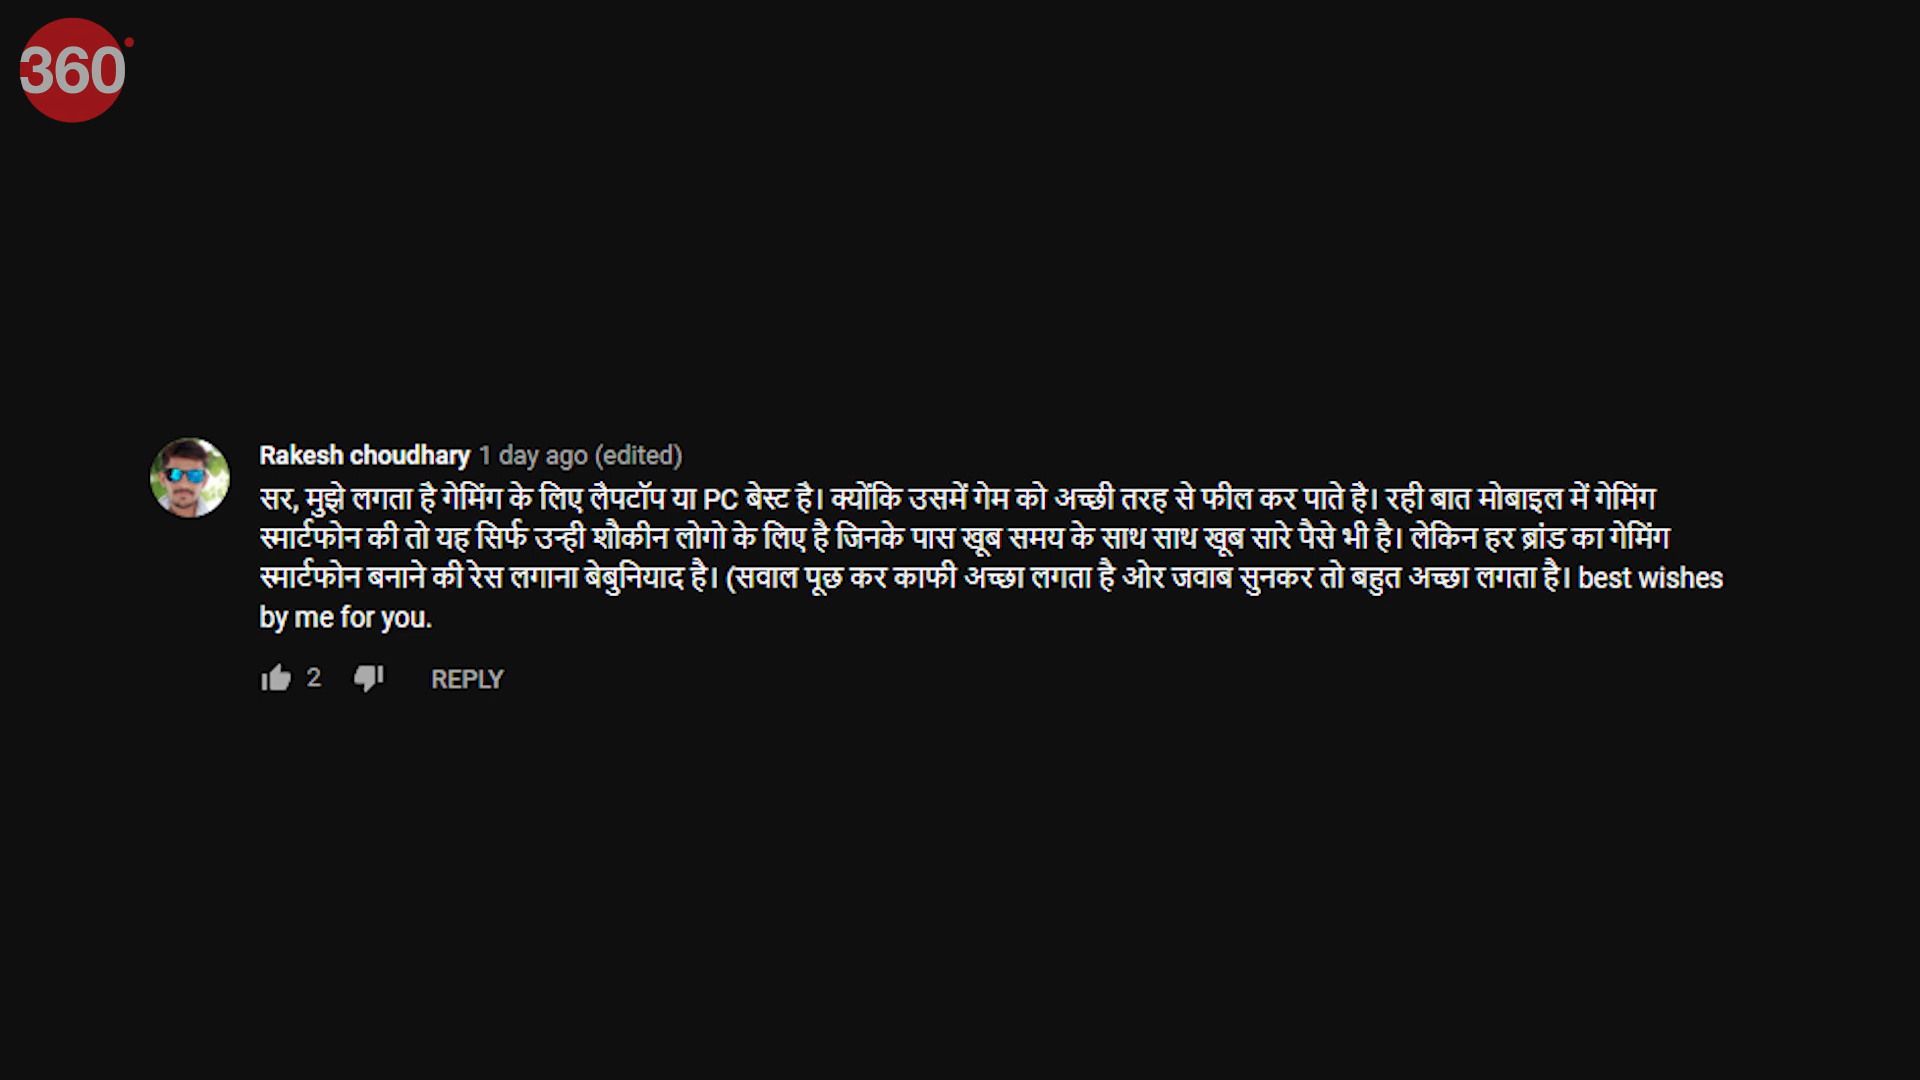 360
Rakesh choudhary 1 day ago (edited)
सर, मुझे लगता है गेमिंग के लिए लैपटॉप या PC बेस्ट है। क्योंकि उसमें गेम को अच्छी तरह से फील कर पाते है। रही बात मोबाइल में गेमिंग
स्मार्टफोन की तो यह सिर्फ उन्ही शौकीन लोगो के लिए है जिनके पास खूब समय के साथ साथ खूब सारे पैसे भी है। लेकिन हर ब्रांड का गेमिंग
स्मार्टफोन बनाने की रेस लगाना बेबुनियाद है। (सवाल पूछ कर काफी अच्छा लगता है ओर जवाब सुनकर तो बहुत अच्छा लगता है। best wishes
by me for you.
2 REPLY